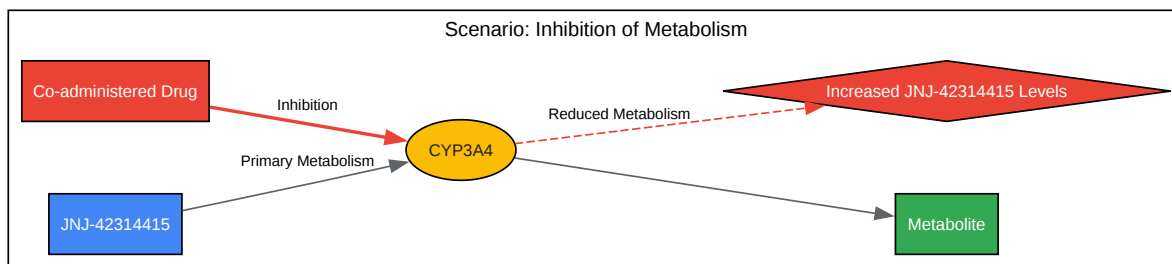 Scenario: Inhibition of Metabolism
Co-administered Drug
Inhibition
Increased JNJ-42314415 Levels
Reduced Metabolism
CYP3A4
Primary Metabolism
JNJ-42314415
Metabolite